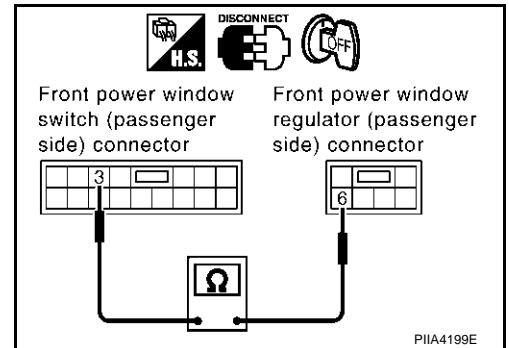 DISCONNECT
H.S.
OFF
Front power window
switch (passenger
side) connector
Front power window
regulator (passenger
side) connector
3
6
Ω
PIIA4199E